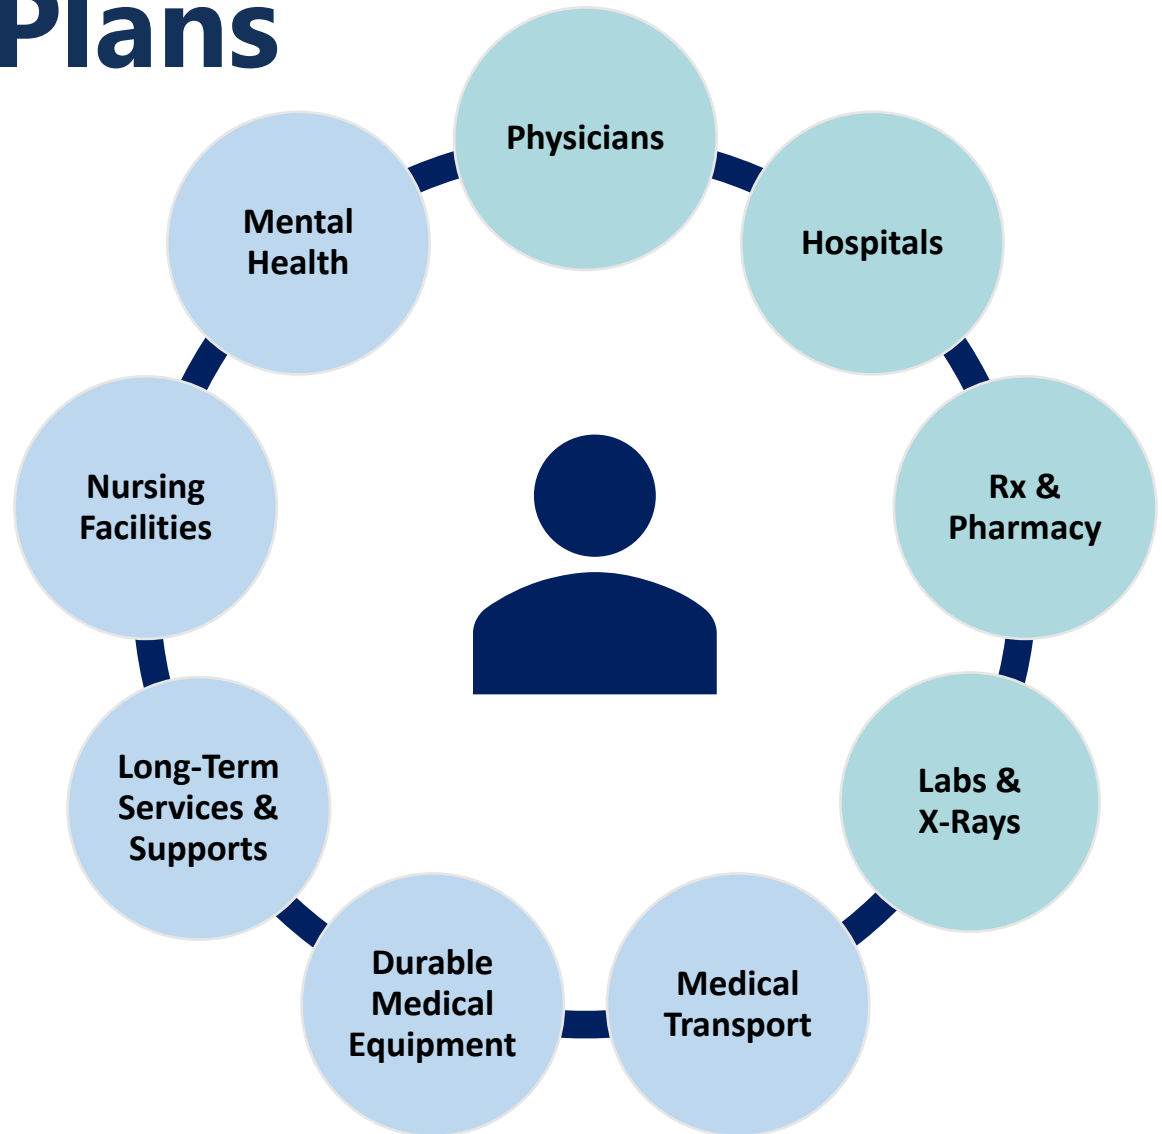 Plans
Physicians
Hospitals
Rx &
Pharmacy
Labs &
X-Rays
Medical
Transport
Durable
Medical
Equipment
Long-Term
Services &
Supports
Nursing
Facilities
Mental
Health